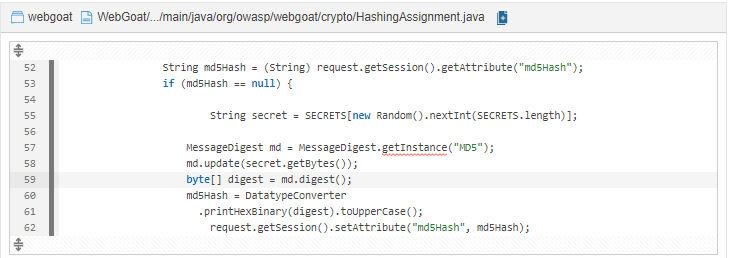 webgoat WebGoat/.../main/java/org/owasp/webgoat/crypto/HashingAssignment.java
52 String md5Hash = (String) request.getSession().getAttribute("md5Hash");
53 if (md5Hash == null) {
54
55 String secret = SECRETS[new Random().nextInt(SECRETS.length)];
56
57 MessageDigest md = MessageDigest.getInstance("MD5");
58 md.update(secret.getBytes());
59 byte[] digest = md.digest();
60 md5Hash = DatatypeConverter
61 .printHexBinary(digest).toUpperCase();
62 request.getSession().setAttribute("md5Hash", md5Hash);